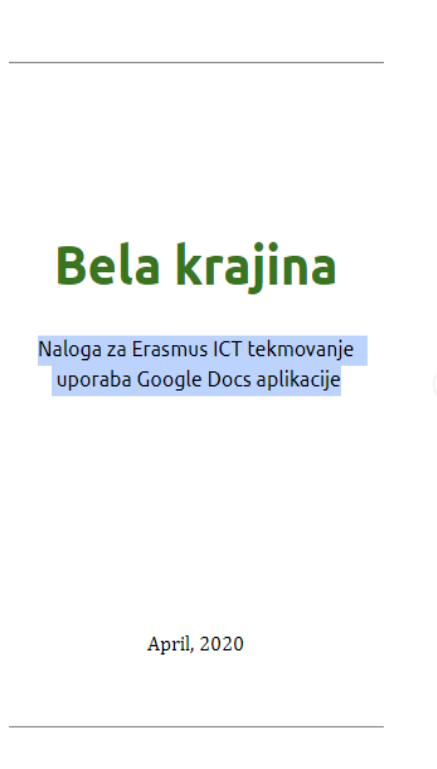 Bela krajina
Naloga za Erasmus ICT tekmovanje
uporaba Google Docs aplikacije
April, 2020